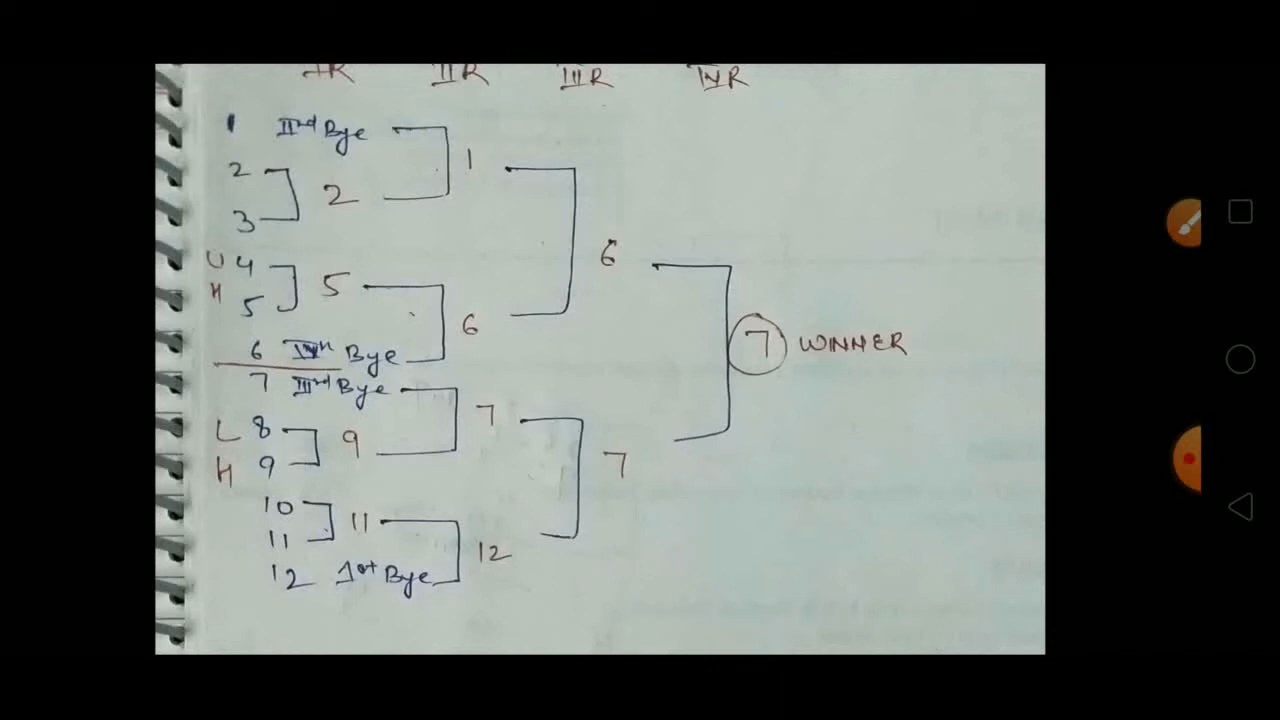 IR IIR IIIR IVR
1 IInd Bye
1
2
2
3
6
U 4
5
H 5
6
6 IVth Bye
7 WINNER
7 IIIrd Bye
7
L 8
9
H 9
7
10
11
11
12
12 1st Bye